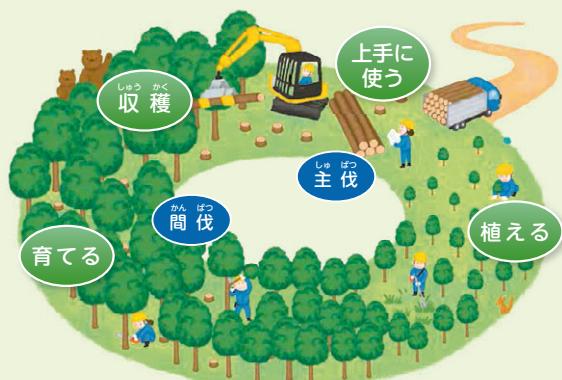 上手に
使う
しゅう かく
収穫
しゅ ばつ
主伐
かん ばつ
間伐
植える
育てる